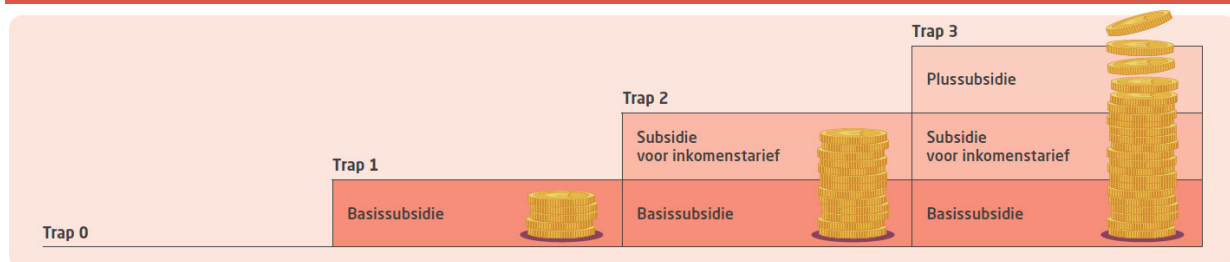 Trap 3
Plussubsidie
Trap 2
Subsidie
voor inkomenstarief
Subsidie
voor inkomenstarief
Trap 1
Basissubsidie
Basissubsidie
Basissubsidie
Trap 0